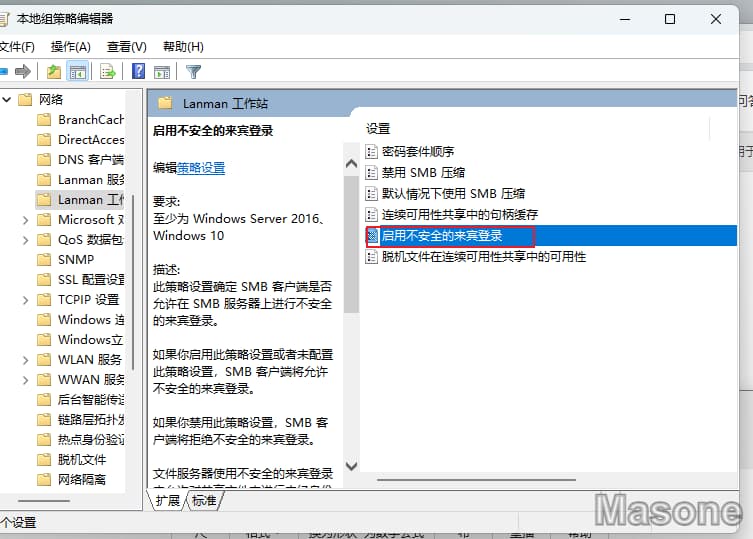 本地组策略编辑器
文件(F) 操作(A) 查看(V) 帮助(H)
网络
BranchCach
DirectAcces
DNS 客户端
Lanman 服务
Lanman 工作
Microsoft 对
QoS 数据包
SNMP
SSL 配置设置
TCPIP 设置
Windows 连
Windows立
WLAN 服务
WWAN 服务
后台智能传送
链路层拓扑发
热点身份验证
脱机文件
网络隔离
Lanman 工作站
启用不安全的来宾登录
编辑策略设置
要求:
至少为 Windows Server 2016、
Windows 10
描述:
此策略设置确定 SMB 客户端是否
允许在 SMB 服务器上进行不安全
的来宾登录。
如果你启用此策略设置或者未配置
此策略设置，SMB 客户端将允许
不安全的来宾登录。
如果你禁用此策略设置，SMB 客
户端将拒绝不安全的来宾登录。
文件服务器使用不安全的来宾登录
设置
密码套件顺序
禁用 SMB 压缩
默认情况下使用 SMB 压缩
连续可用性共享中的句柄缓存
启用不安全的来宾登录
脱机文件在连续可用性共享中的可用性
扩展 标准
个设置
Masone